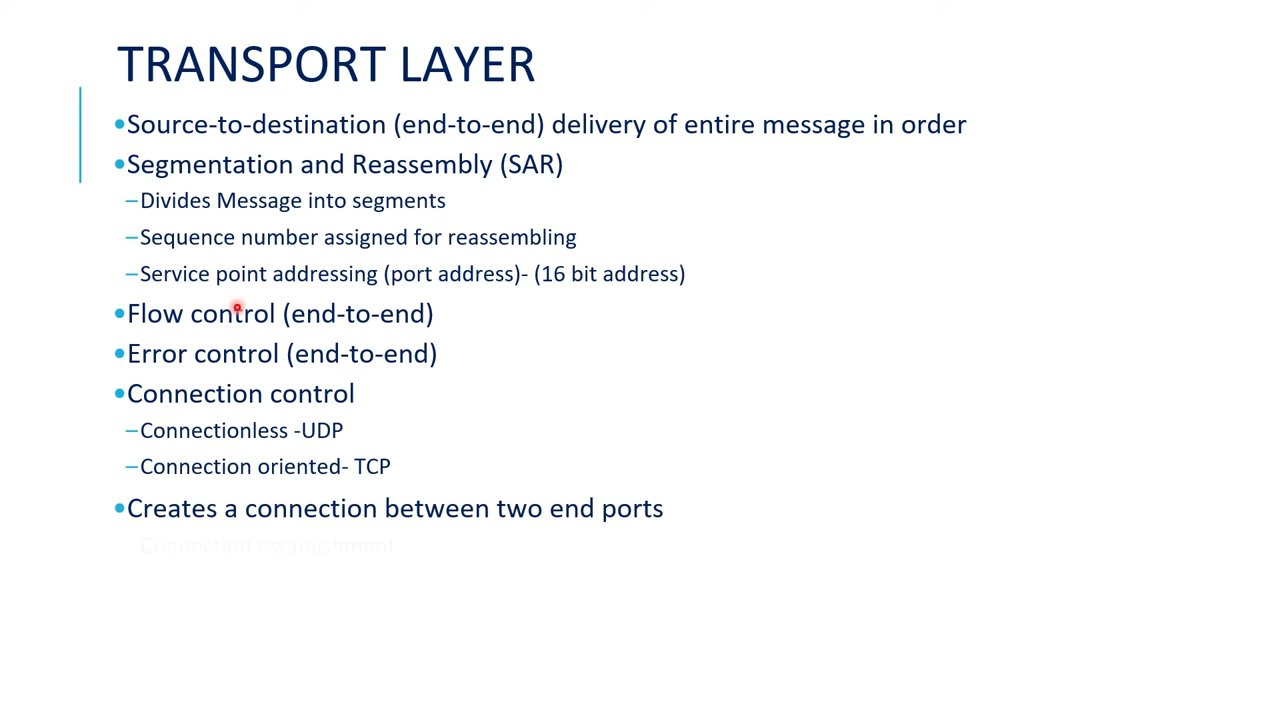 TRANSPORT LAYER
•Source-to-destination (end-to-end) delivery of entire message in order
•Segmentation and Reassembly (SAR)
–Divides Message into segments
–Sequence number assigned for reassembling
–Service point addressing (port address)- (16 bit address)
•Flow control (end-to-end)
•Error control (end-to-end)
•Connection control
–Connectionless -UDP
–Connection oriented- TCP
•Creates a connection between two end ports
Connection establishment